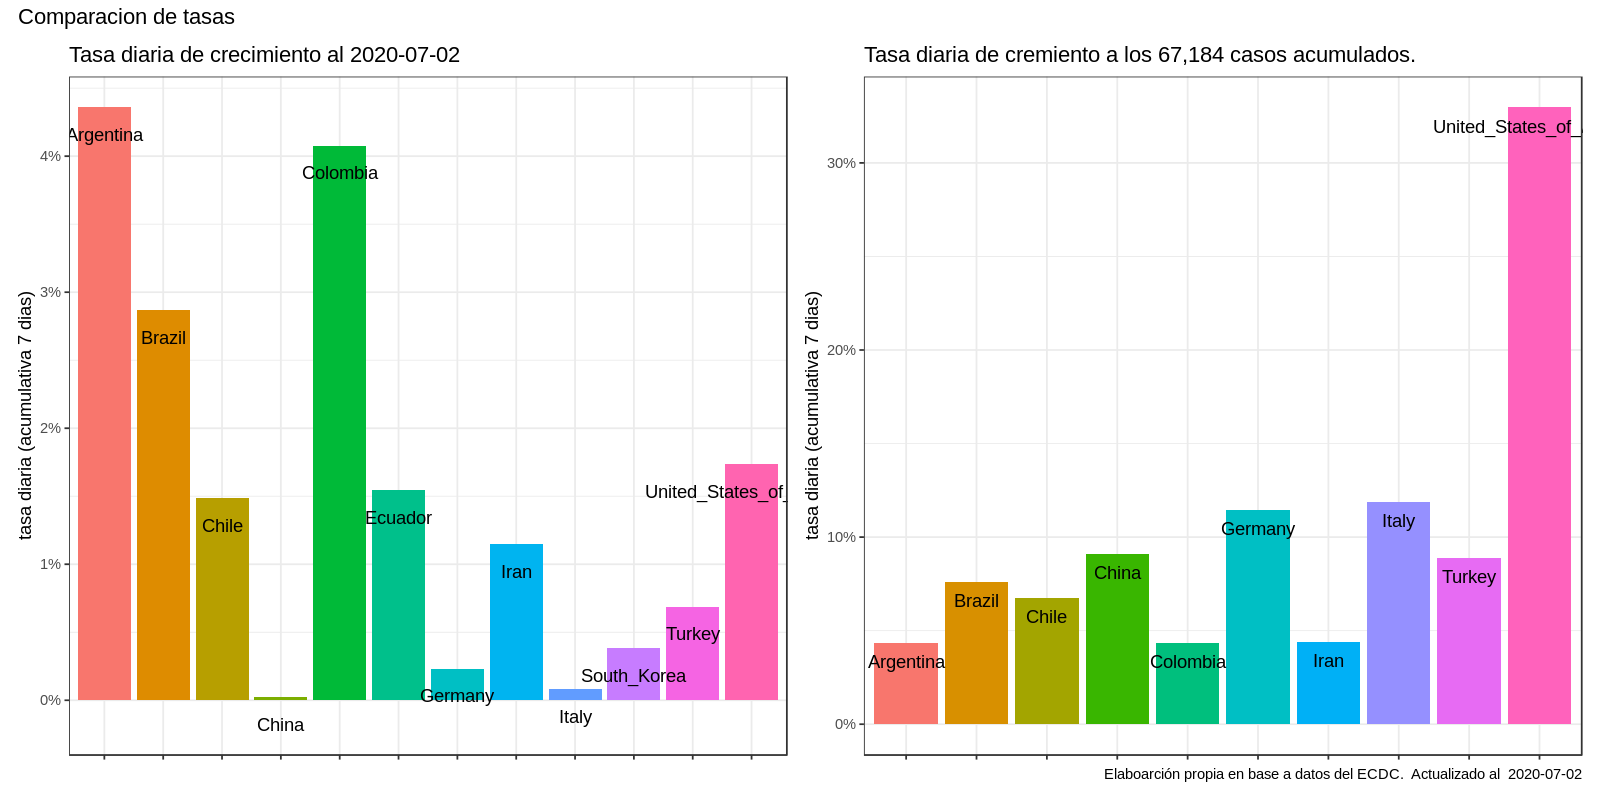 Comparacion de tasas
Tasa diaria de crecimiento al 2020-07-02
tasa diaria (acumulativa 7 dias)
4%
3%
2%
1%
0%
Argentina
Brazil
Chile
China
Colombia
Ecuador
Germany
Iran
Italy
South_Korea
Turkey
United_States_of_
Tasa diaria de cremiento a los 67,184 casos acumulados.
tasa diaria (acumulativa 7 dias)
30%
20%
10%
0%
Argentina
Brazil
Chile
China
Colombia
Germany
Iran
Italy
Turkey
United_States_of_
Elaboarción propia en base a datos del ECDC.  Actualizado al  2020-07-02